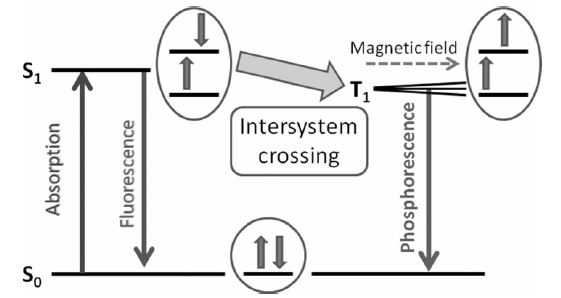 Magnetic field
S1
T1
Intersystem
crossing
Absorption
Fluorescence
Phosphorescence
S0